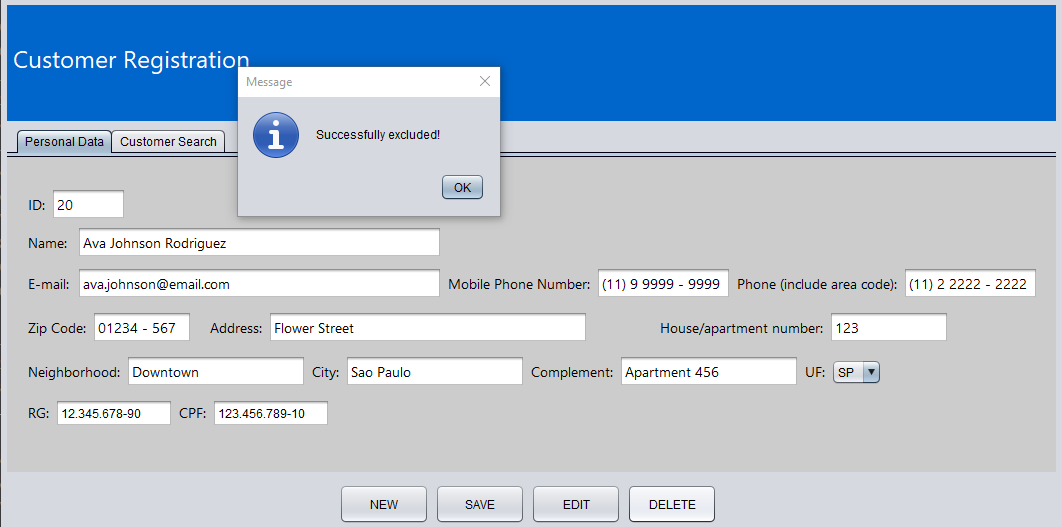 Customer Registration
Message
Successfully excluded!
OK
Personal Data Customer Search
ID: 20
Name: Ava Johnson Rodriguez
E-mail: ava.johnson@email.com Mobile Phone Number: (11) 9 9999 - 9999 Phone (include area code): (11) 2 2222 - 2222
Zip Code: 01234 - 567 Address: Flower Street House/apartment number: 123
Neighborhood: Downtown City: Sao Paulo Complement: Apartment 456 UF: SP
RG: 12.345.678-90 CPF: 123.456.789-10
NEW SAVE EDIT DELETE